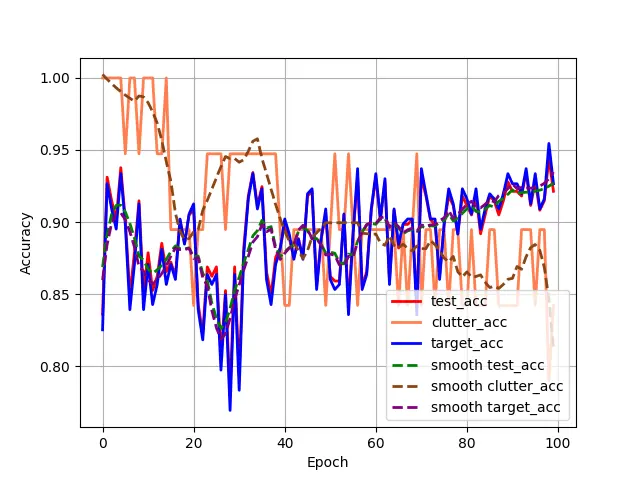 1.00
0.95
0.90
0.85
0.80
Accuracy
0
20
40
60
80
100
Epoch
test_acc
clutter_acc
target_acc
smooth test_acc
smooth clutter_acc
smooth target_acc